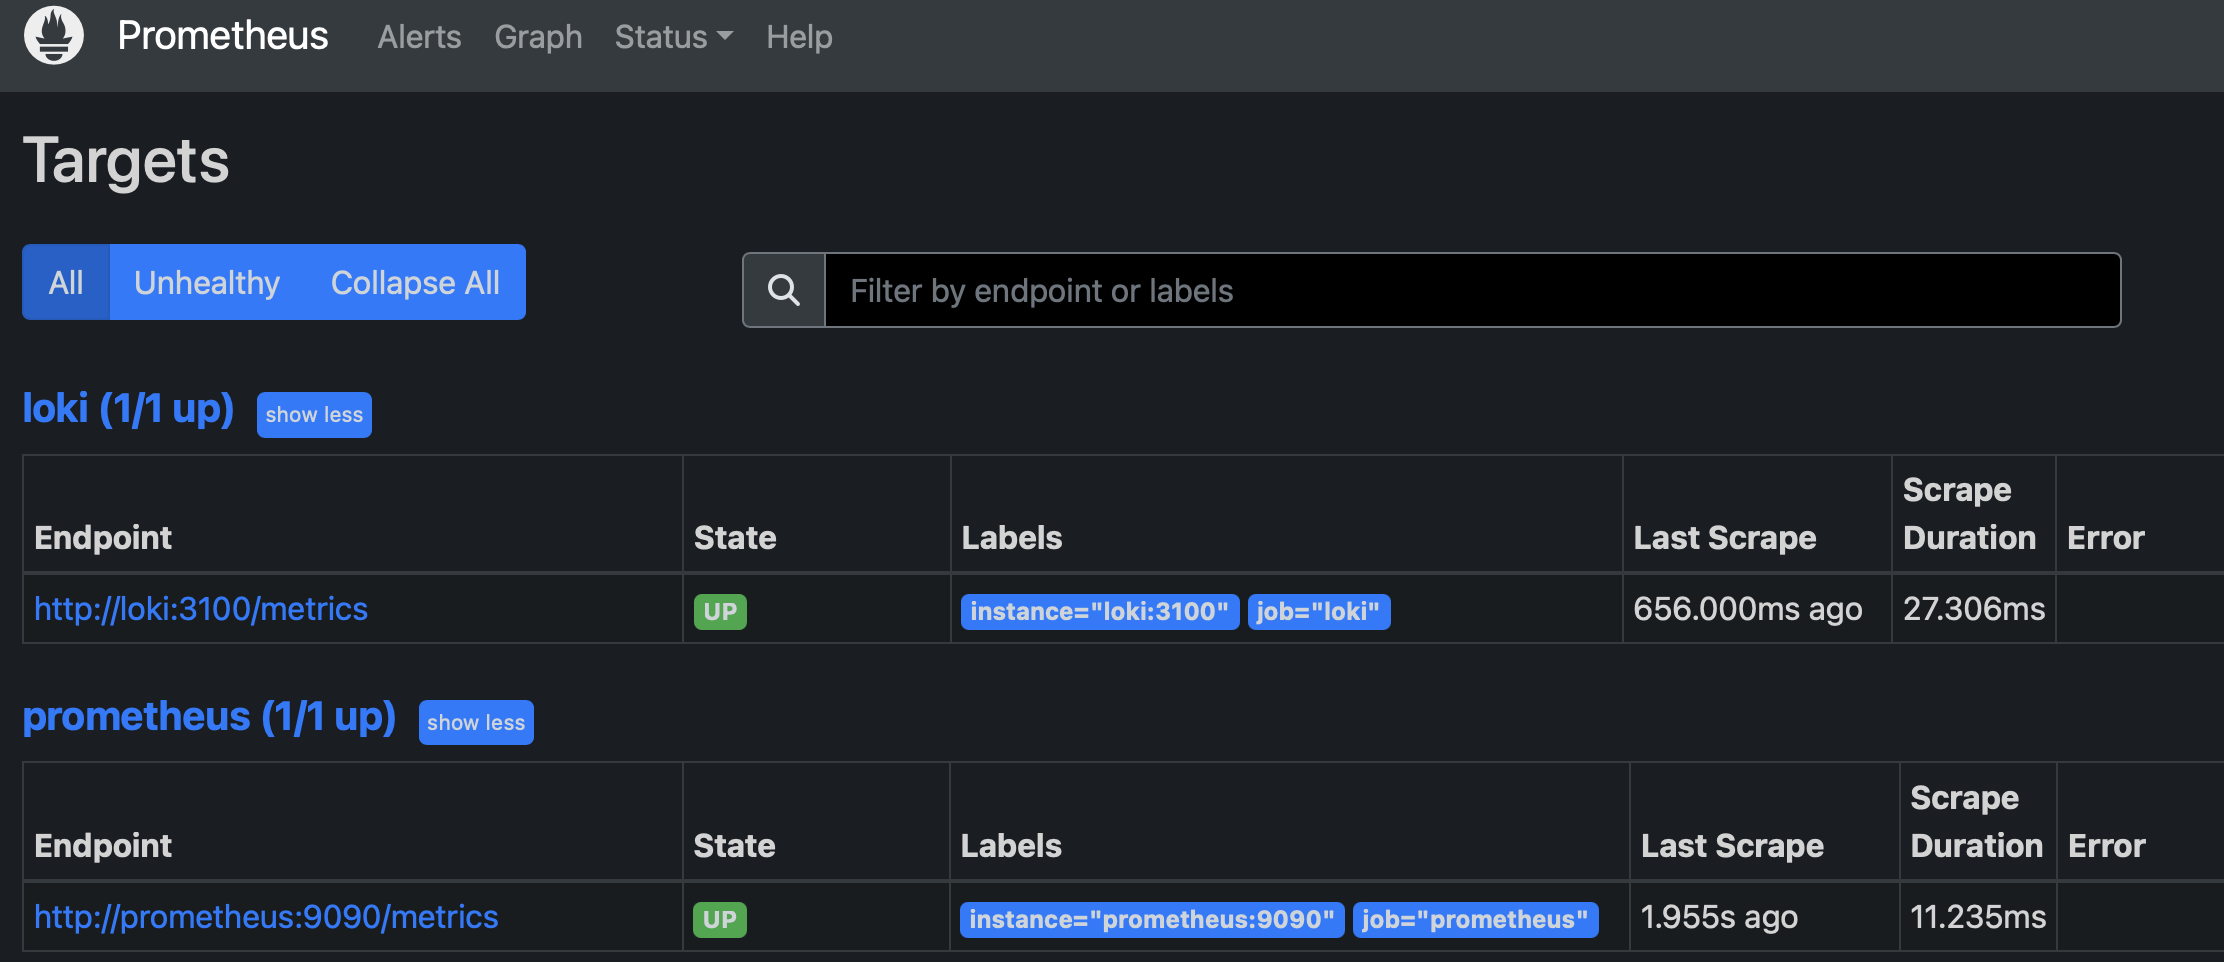 Prometheus Alerts Graph Status Help
Targets
All Unhealthy Collapse All
Filter by endpoint or labels
loki (1/1 up) show less
Endpoint State Labels Last Scrape Scrape Duration Error
http://loki:3100/metrics UP instance="loki:3100" job="loki" 656.000ms ago 27.306ms
prometheus (1/1 up) show less
Endpoint State Labels Last Scrape Scrape Duration Error
http://prometheus:9090/metrics UP instance="prometheus:9090" job="prometheus" 1.955s ago 11.235ms